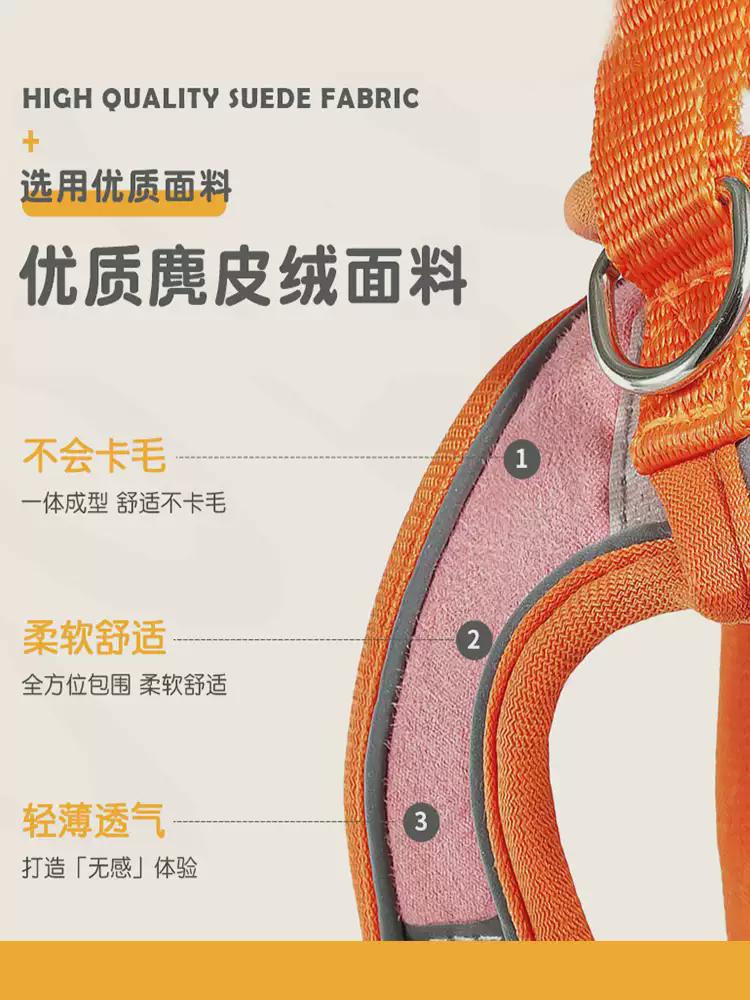 HIGH QUALITY SUEDE FABRIC
+
选用优质面料
优质麂皮绒面料
不会卡毛
1
一体成型 舒适不卡毛
柔软舒适
2
全方位包围 柔软舒适
轻薄透气
3
打造「无感」体验